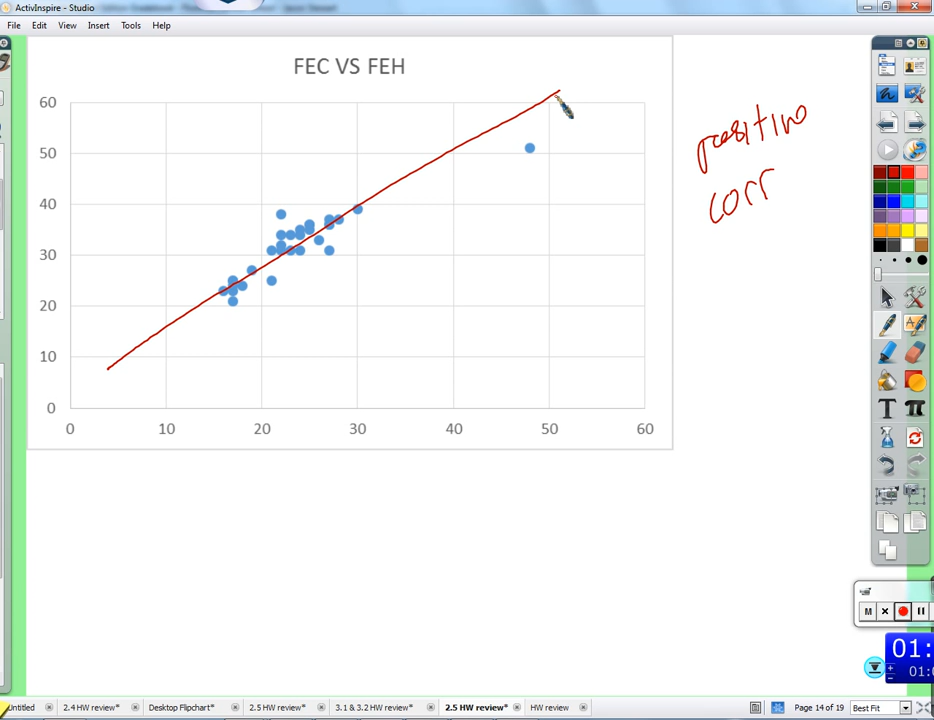 ActivInspire - Studio
File Edit View Insert Tools Help
FEC VS FEH
60
50
40
30
20
10
0
0 10 20 30 40 50 60
positive
corr
M
01:
01:0
Untitled 2.4 HW review* Desktop Flipchart* 2.5 HW review* 3.1 & 3.2 HW review* 2.5 HW review* HW review Page 14 of 19 Best Fit